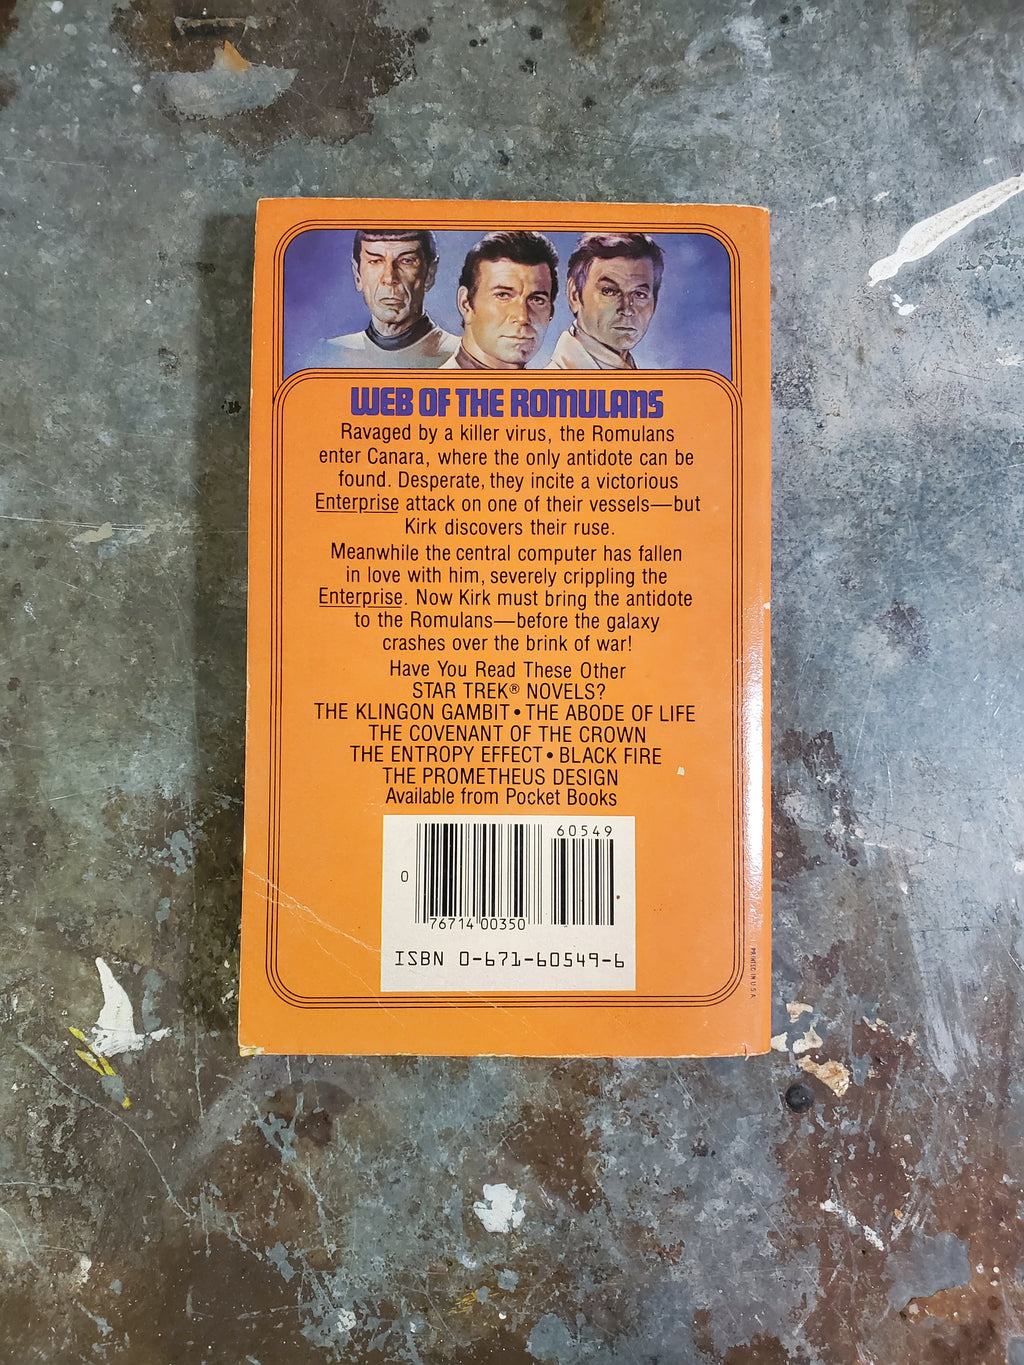 WEB OF THE ROMULANS
Ravaged by a killer virus, the Romulans
enter Canara, where the only antidote can be
found. Desperate, they incite a victorious
Enterprise attack on one of their vessels—but
Kirk discovers their ruse.
Meanwhile the central computer has fallen
in love with him, severely crippling the
Enterprise. Now Kirk must bring the antidote
to the Romulans—before the galaxy
crashes over the brink of war!
Have You Read These Other
STAR TREK® NOVELS?
THE KLINGON GAMBIT • THE ABODE OF LIFE
THE COVENANT OF THE CROWN
THE ENTROPY EFFECT • BLACK FIRE
THE PROMETHEUS DESIGN
Available from Pocket Books
60549
0
76714 00350
ISBN 0-671-60549-6
PRINTED IN U.S.A.